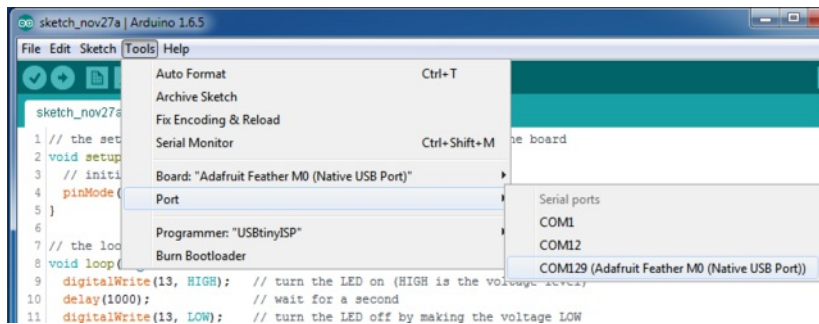 sketch_nov27a | Arduino 1.6.5
File Edit Sketch Tools Help
sketch_nov27a
Auto Format Ctrl+T
Archive Sketch
Fix Encoding & Reload
Serial Monitor Ctrl+Shift+M
Board: "Adafruit Feather M0 (Native USB Port)"
Port
Programmer: "USBtinyISP"
Burn Bootloader
Serial ports
COM1
COM12
COM129 (Adafruit Feather M0 (Native USB Port))
1 // the set board
2 void setup
3 // initi
4 pinMode(
5 }
6
7 // the loo
8 void loop(
9 digitalWrite(13, HIGH); // turn the LED on (HIGH is the voltage level)
10 delay(1000); // wait for a second
11 digitalWrite(13, LOW); // turn the LED off by making the voltage LOW